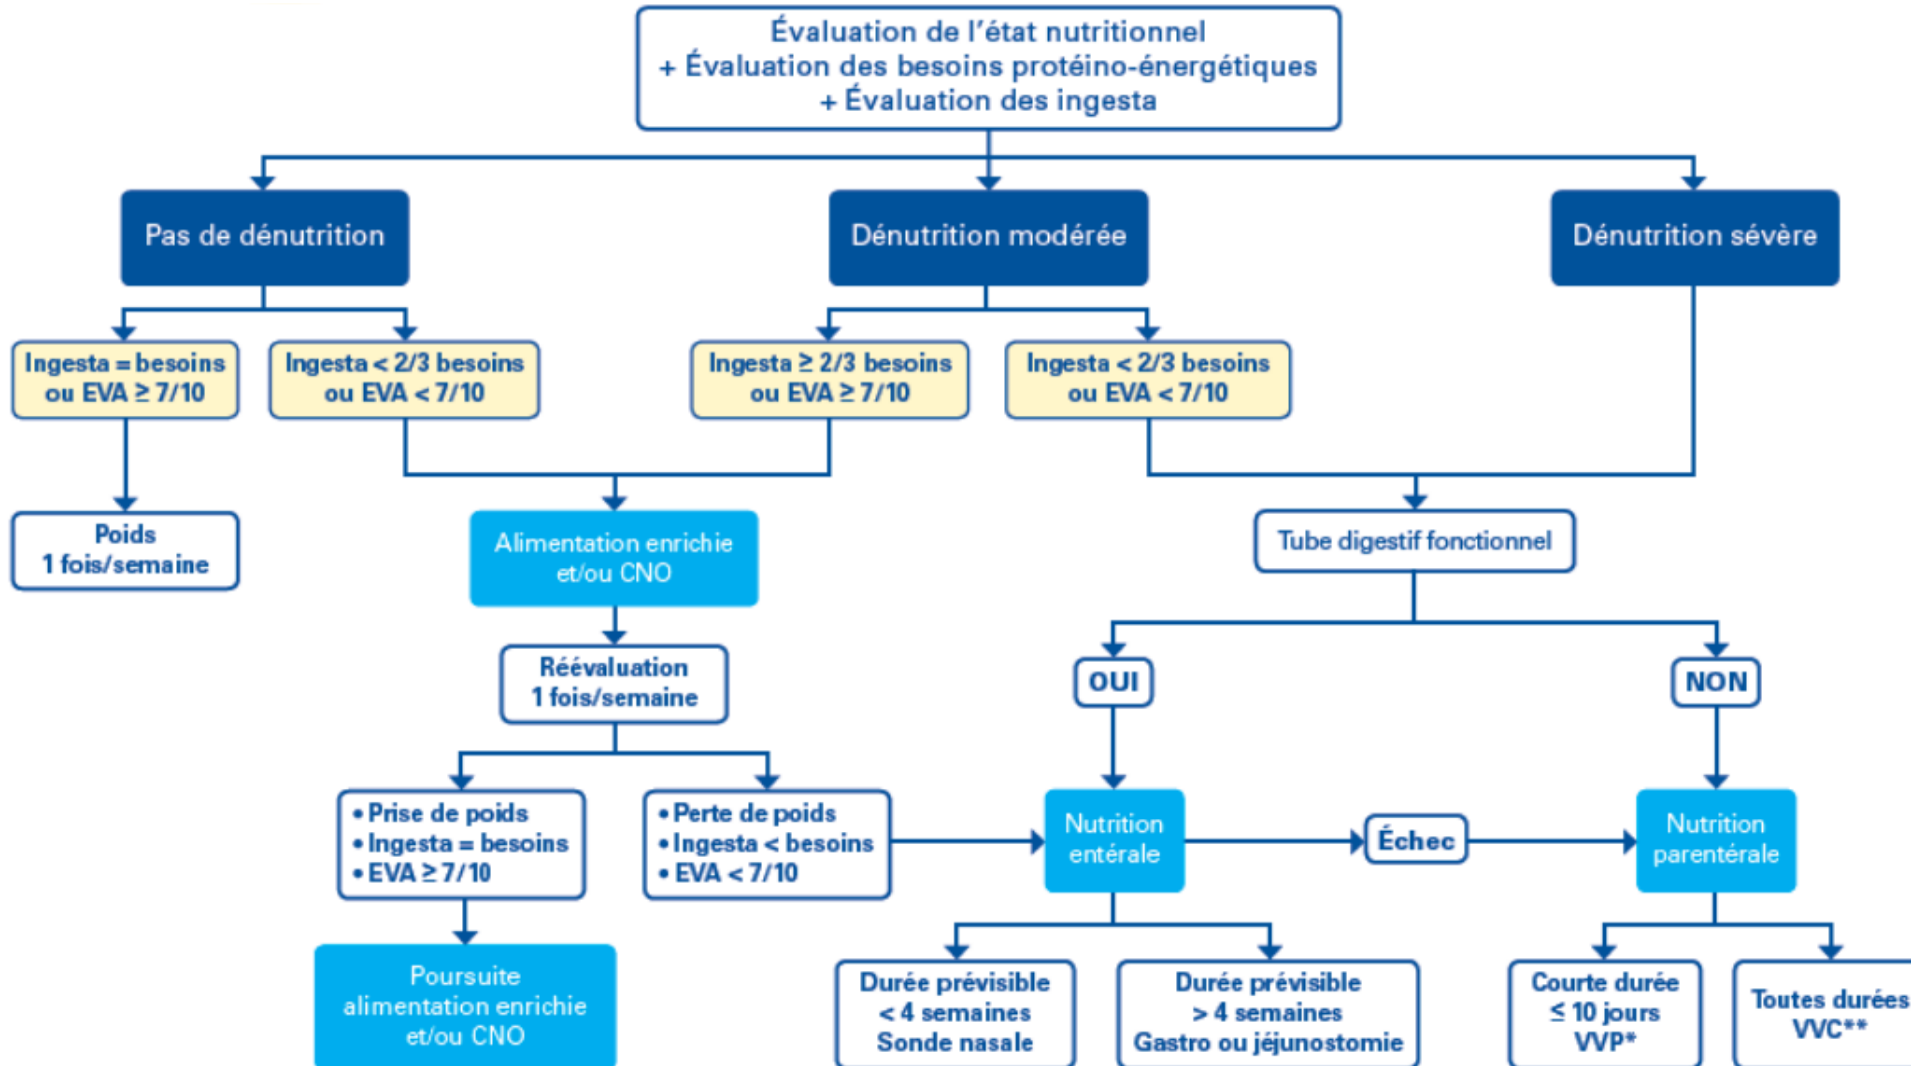 Évaluation de l'état nutritionnel
+ Évaluation des besoins protéino-énergétiques
+ Évaluation des ingesta
Pas de dénutrition
Dénutrition modérée
Dénutrition sévère
Ingesta = besoins
ou EVA ≥ 7/10
Ingesta < 2/3 besoins
ou EVA < 7/10
Ingesta ≥ 2/3 besoins
ou EVA ≥ 7/10
Ingesta < 2/3 besoins
ou EVA < 7/10
Poids
1 fois/semaine
Alimentation enrichie
et/ou CNO
Tube digestif fonctionnel
Réévaluation
1 fois/semaine
OUI
NON
• Prise de poids
• Ingesta = besoins
• EVA ≥ 7/10
• Perte de poids
• Ingesta < besoins
• EVA < 7/10
Nutrition
entérale
Échec
Nutrition
parentérale
Poursuite
alimentation enrichie
et/ou CNO
Durée prévisible
< 4 semaines
Sonde nasale
Durée prévisible
> 4 semaines
Gastro ou jéjunostomie
Courte durée
≤ 10 jours
VVP*
Toutes durées
VVC**